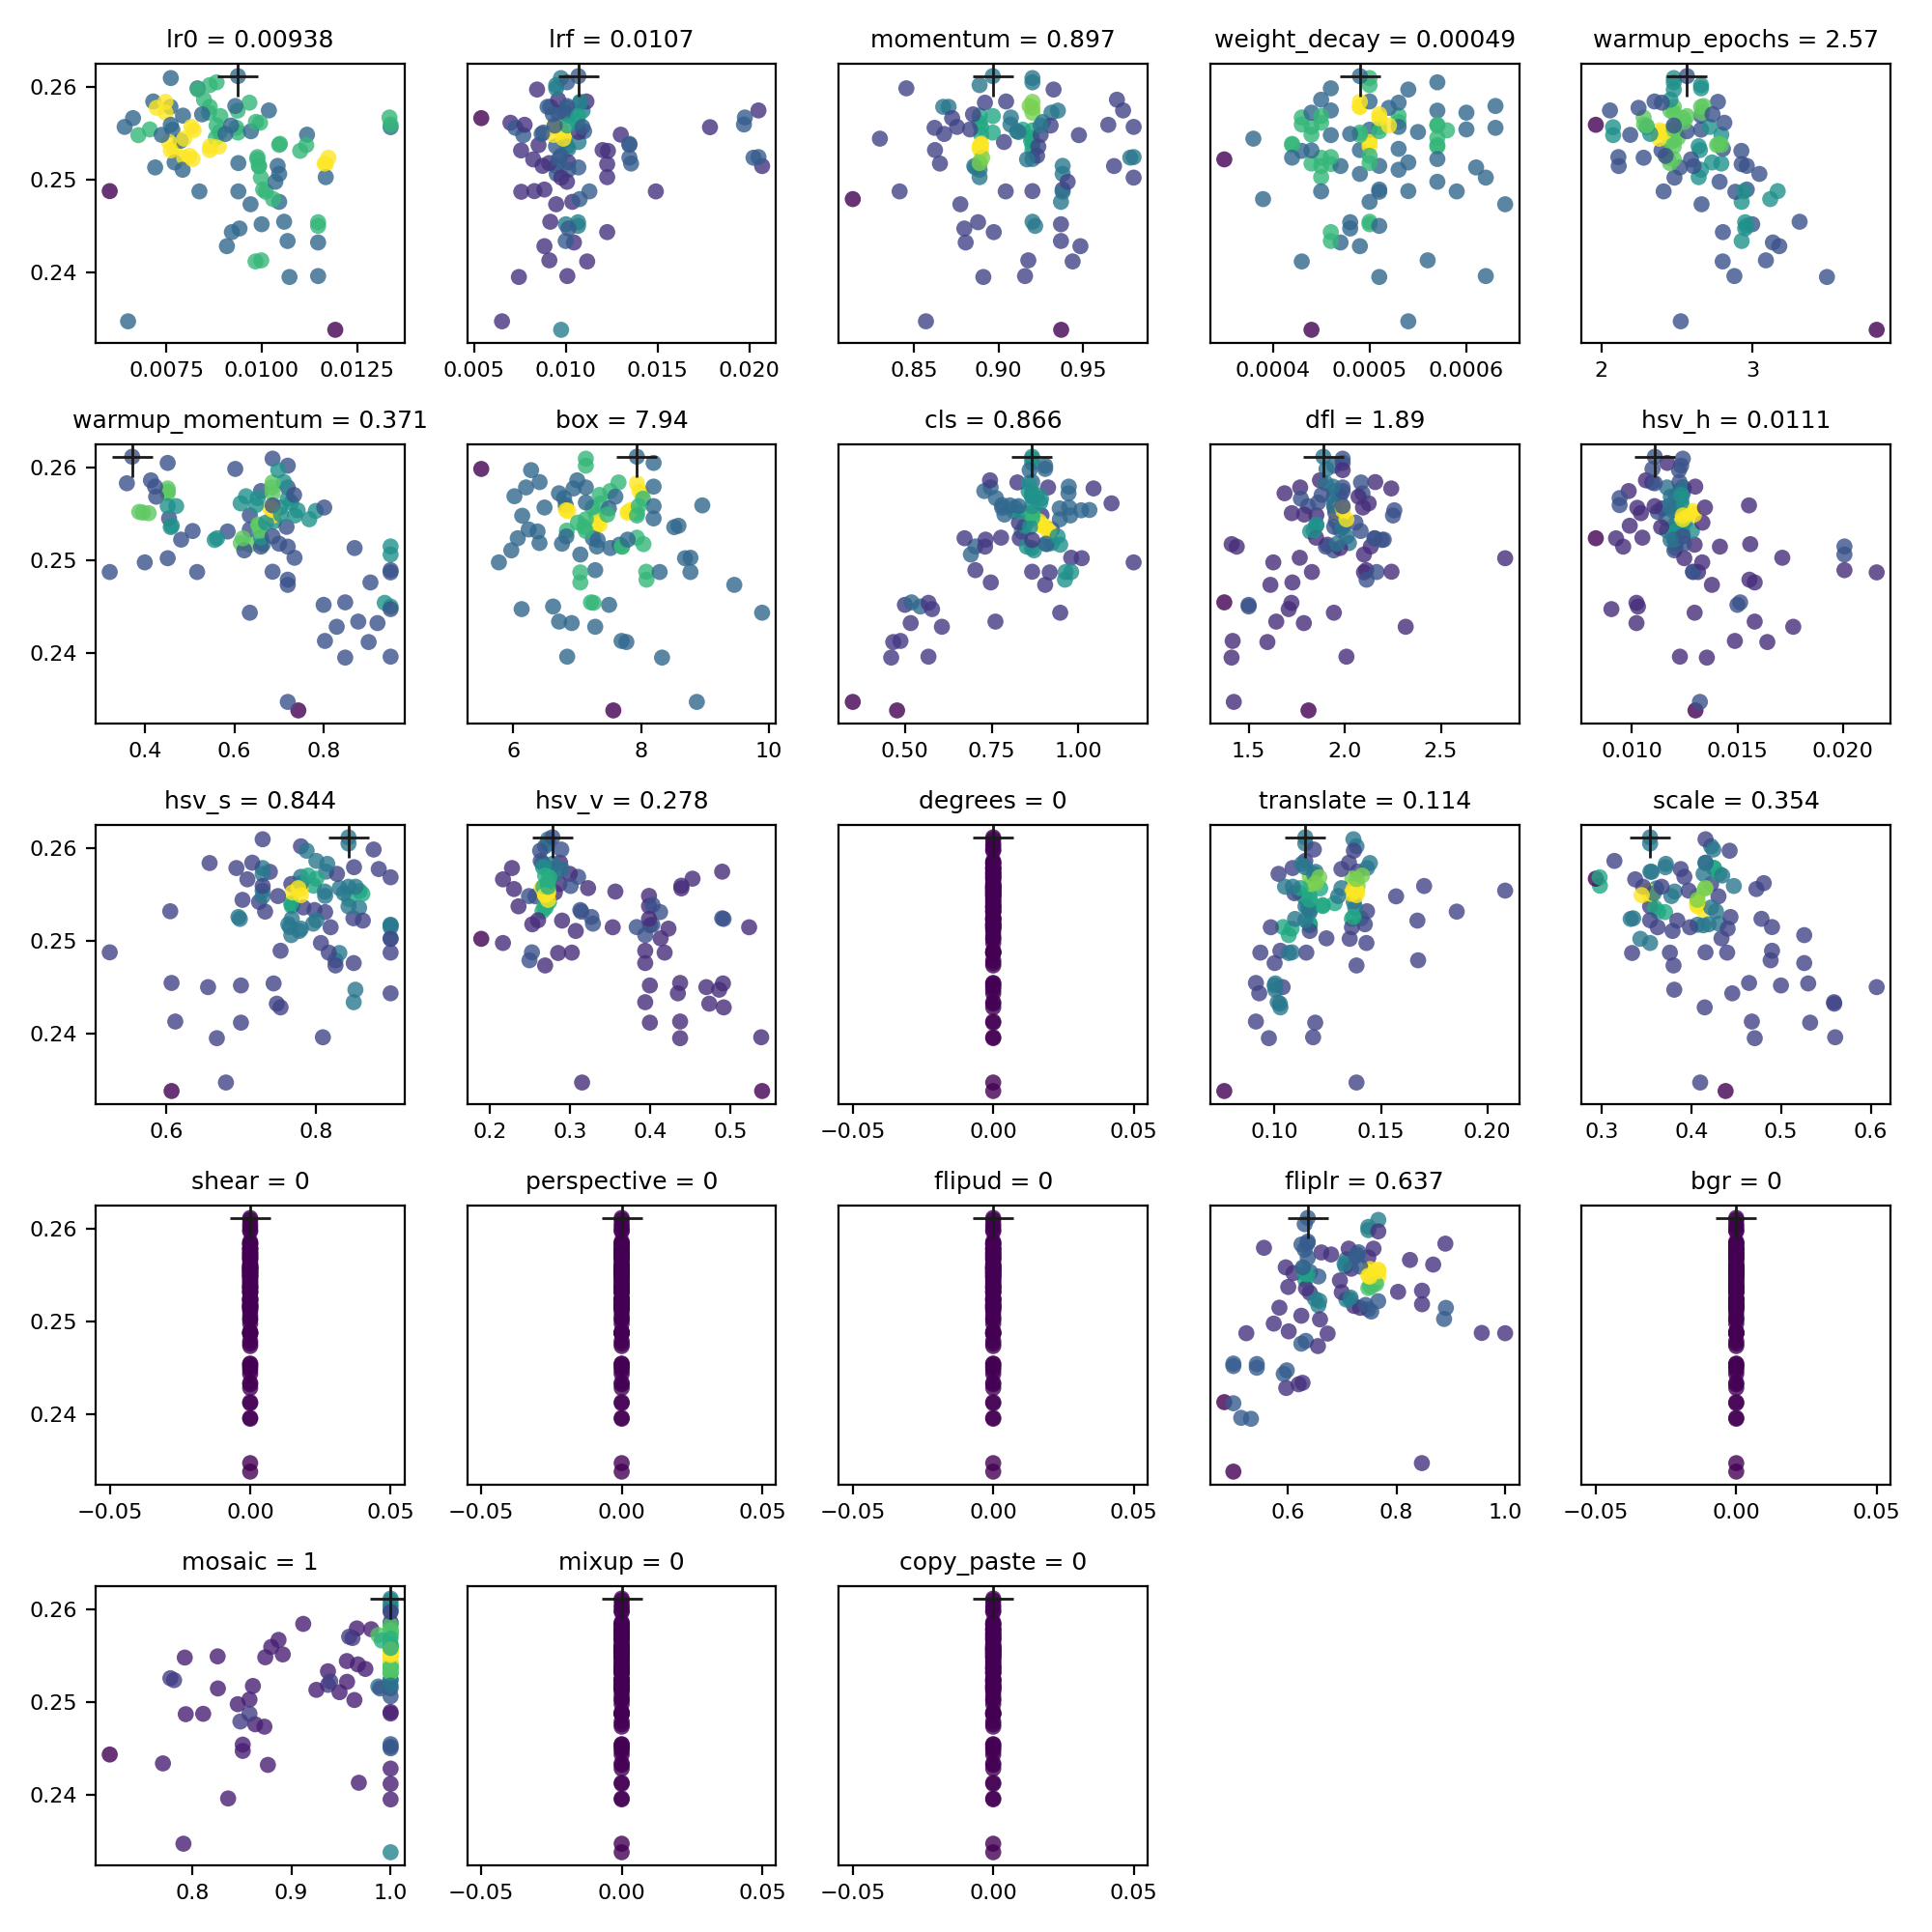 lr0 = 0.00938 lrf = 0.0107 momentum = 0.897 weight_decay = 0.00049 warmup_epochs = 2.57
0.26
0.25
0.24
0.0075 0.0100 0.0125 0.005 0.010 0.015 0.020 0.85 0.90 0.95 0.0004 0.0005 0.0006 2 3
warmup_momentum = 0.371 box = 7.94 cls = 0.866 dfl = 1.89 hsv_h = 0.0111
0.26
0.25
0.24
0.4 0.6 0.8 6 8 10 0.50 0.75 1.00 1.5 2.0 2.5 0.010 0.015 0.020
hsv_s = 0.844 hsv_v = 0.278 degrees = 0 translate = 0.114 scale = 0.354
0.26
0.25
0.24
0.6 0.8 0.2 0.3 0.4 0.5 −0.05 0.00 0.05 0.10 0.15 0.20 0.3 0.4 0.5 0.6
shear = 0 perspective = 0 flipud = 0 fliplr = 0.637 bgr = 0
0.26
0.25
0.24
−0.05 0.00 0.05 −0.05 0.00 0.05 −0.05 0.00 0.05 0.6 0.8 1.0 −0.05 0.00 0.05
mosaic = 1 mixup = 0 copy_paste = 0
0.26
0.25
0.24
0.8 0.9 1.0 −0.05 0.00 0.05 −0.05 0.00 0.05